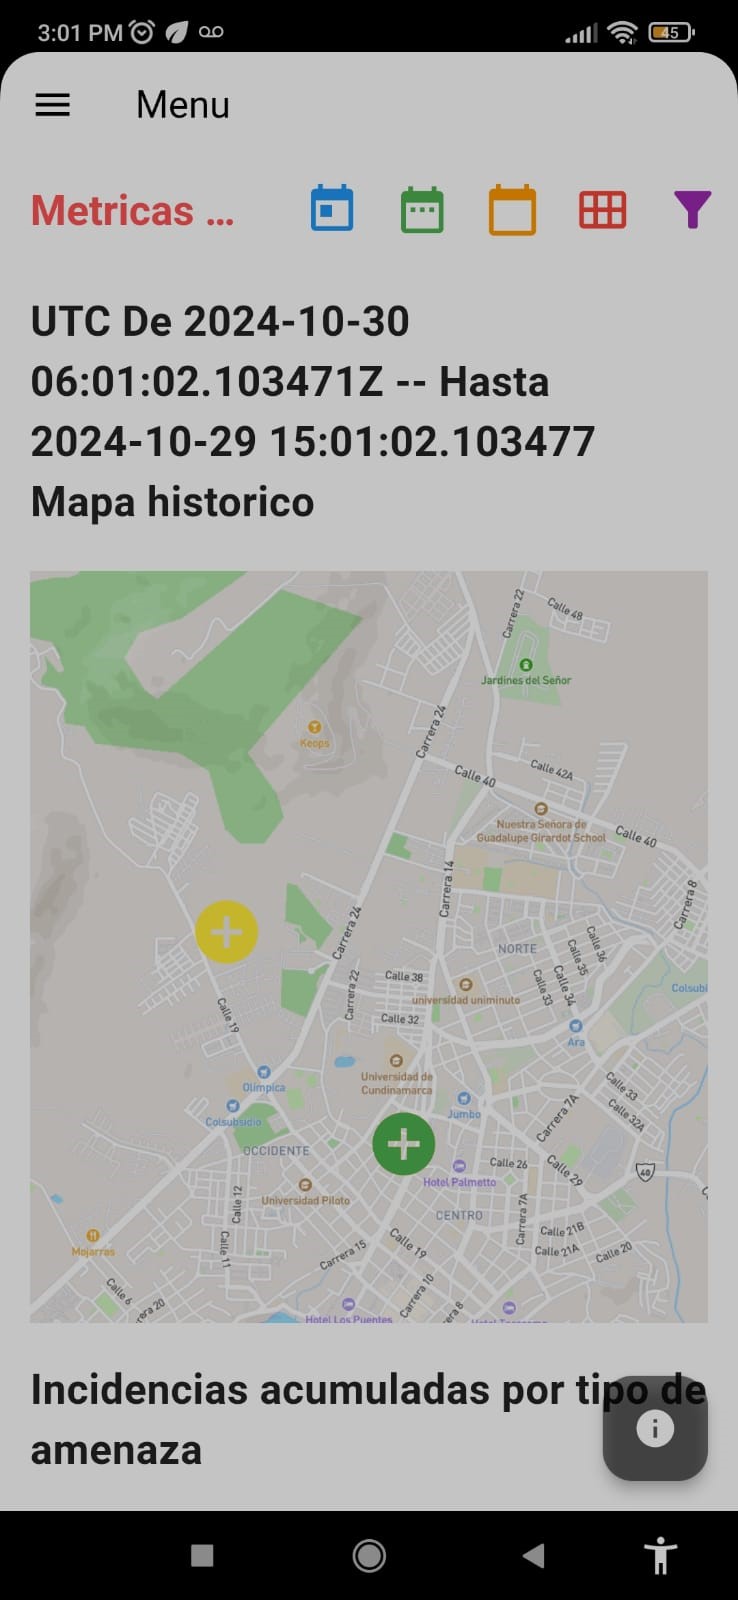 3:01 PM
45
Menu
Metricas ...
UTC De 2024-10-30
06:01:02.103471Z -- Hasta
2024-10-29 15:01:02.103477
Mapa historico
Carrera 22
Calle 48
Jardines del Señor
Keops
Carrera 24
Calle 40
Calle 42A
Nuestra Señora de
Guadalupe Girardot School
Calle 40
Carrera 14
Carrera 8
Carrera 24
NORTE
Calle 36
Calle 35
Calle 34
Calle 33
Carrera 22
Calle 38
Colsubi
universidad uniminuto
Calle 19
Calle 32
Ara
Universidad de
Cundinamarca
Olímpica
Calle 33
Colsubsidio
Jumbo
Carrera 7A
Calle 32A
OCCIDENTE
Calle 26
Calle 29
40
Hotel Palmetto
Calle 12
Universidad Piloto
CENTRO
Carrera 7A
Calle 21B
Calle 11
Mojarras
Carrera 15
Calle 19
Calle 21A
Calle 20
Calle 6
rera 20
Carrera 10
era 8
Hotel Los Puentes
Incidencias acumuladas por tipo de
amenaza